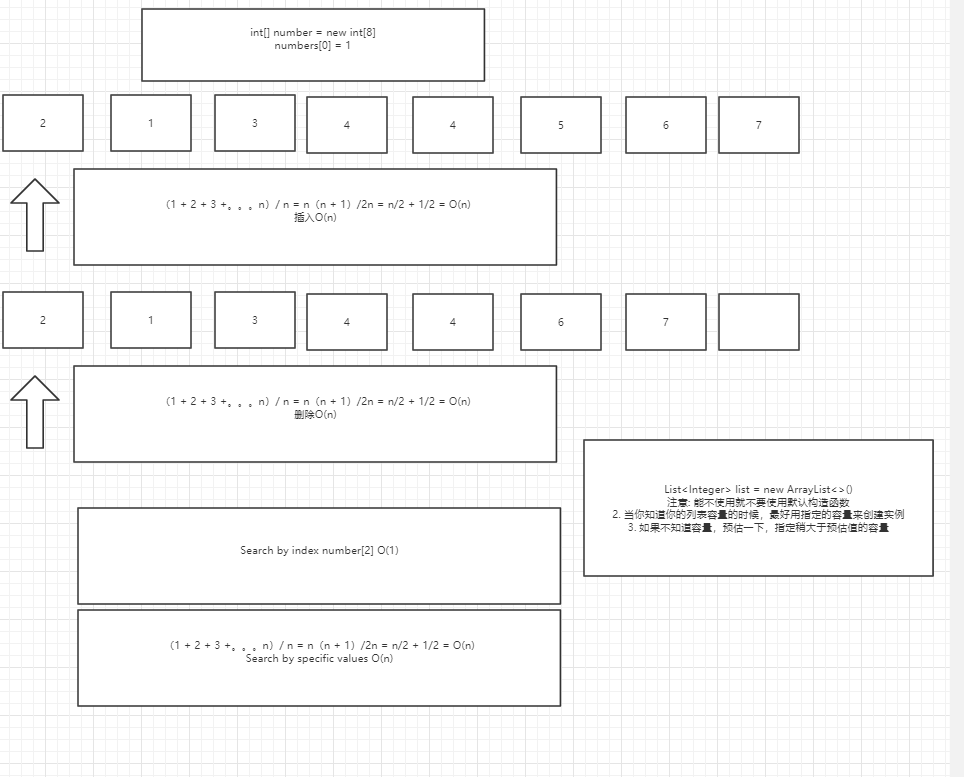 int[] number = new int[8]
numbers[0] = 1
2 1 3 4 4 5 6 7
（1 + 2 + 3 +。。。n）/ n = n（n + 1）/2n = n/2 + 1/2 = O(n)
插入O(n)
2 1 3 4 4 6 7
（1 + 2 + 3 +。。。n）/ n = n（n + 1）/2n = n/2 + 1/2 = O(n)
删除O(n)
List<Integer> list = new ArrayList<>()
注意: 能不使用就不要使用默认构造函数
2. 当你知道你的列表容量的时候，最好用指定的容量来创建实例
3. 如果不知道容量，预估一下，指定稍大于预估值的容量
Search by index number[2] O(1)
（1 + 2 + 3 +。。。n）/ n = n（n + 1）/2n = n/2 + 1/2 = O(n)
Search by specific values O(n)